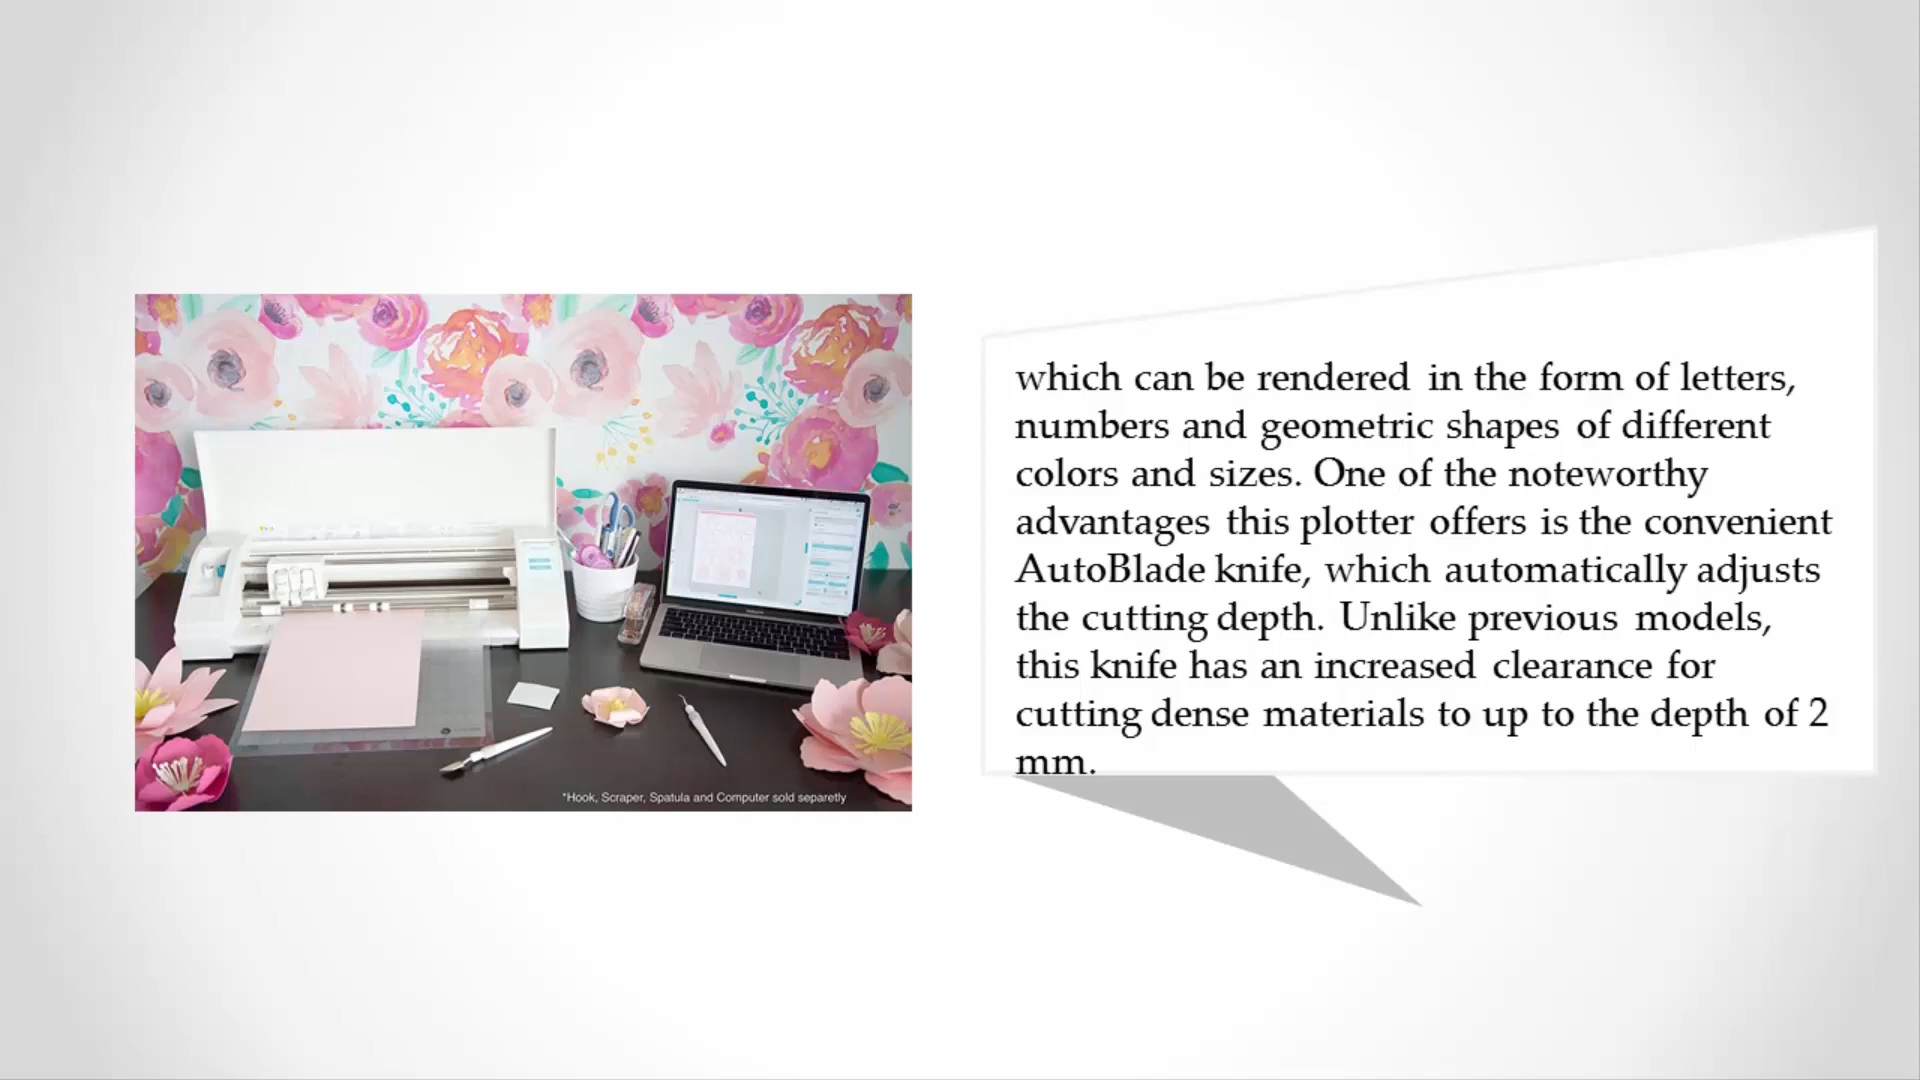 which can be rendered in the form of letters,
numbers and geometric shapes of different
colors and sizes. One of the noteworthy
advantages this plotter offers is the convenient
AutoBlade knife, which automatically adjusts
the cutting depth. Unlike previous models,
this knife has an increased clearance for
cutting dense materials to up to the depth of 2
mm.
*Hook, Scraper, Spatula and Computer sold separetly